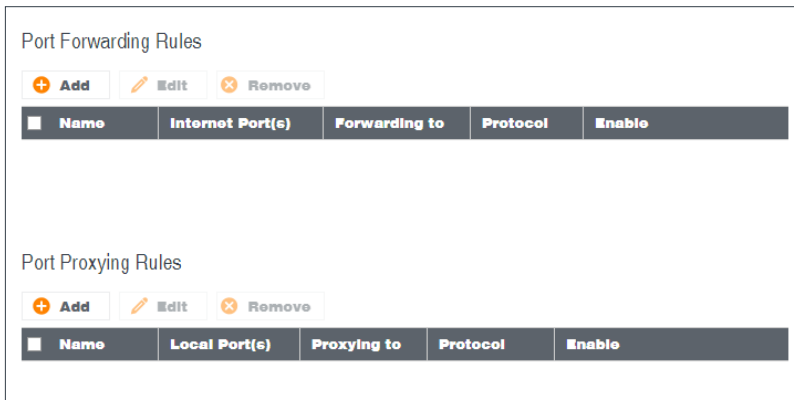 Port Forwarding Rules
Add Edit Remove
Name Internet Port(s) Forwarding to Protocol Enable
Port Proxying Rules
Add Edit Remove
Name Local Port(s) Proxying to Protocol Enable